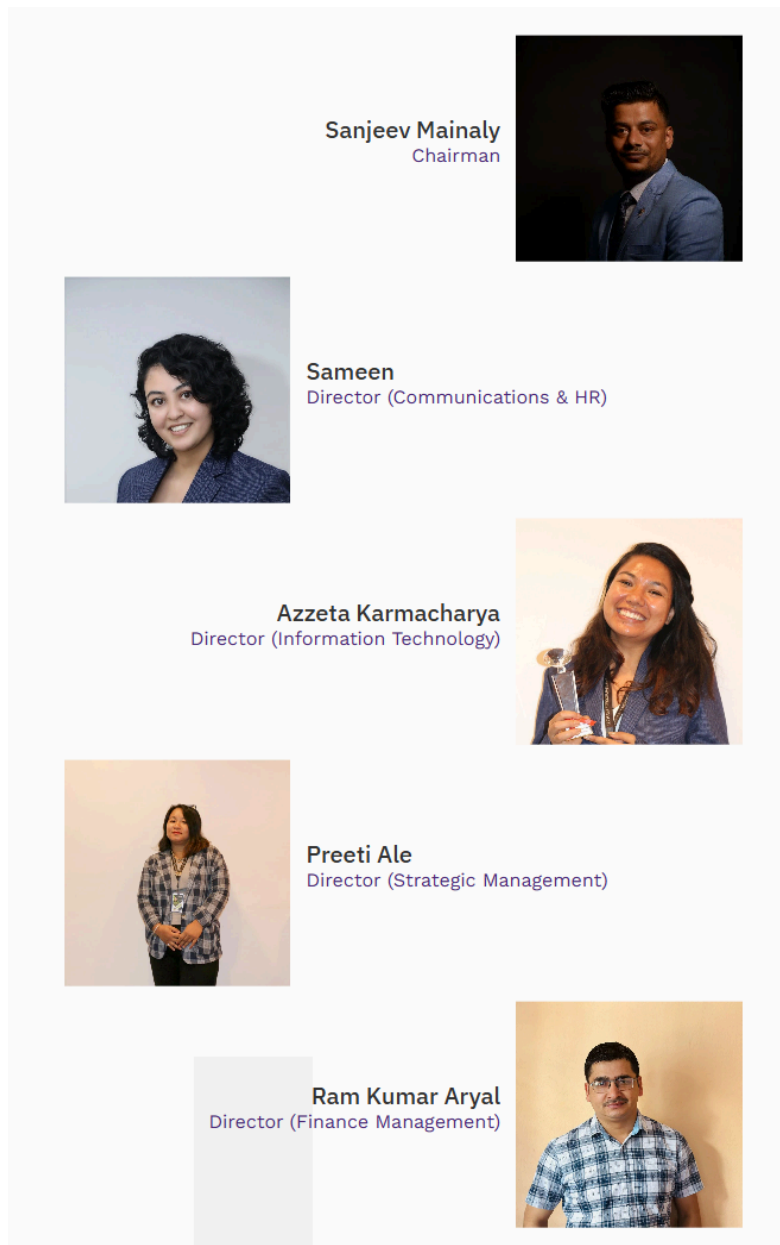 Sanjeev Mainaly
Chairman
Sameen
Director (Communications & HR)
Azzeta Karmacharya
Director (Information Technology)
Preeti Ale
Director (Strategic Management)
Ram Kumar Aryal
Director (Finance Management)